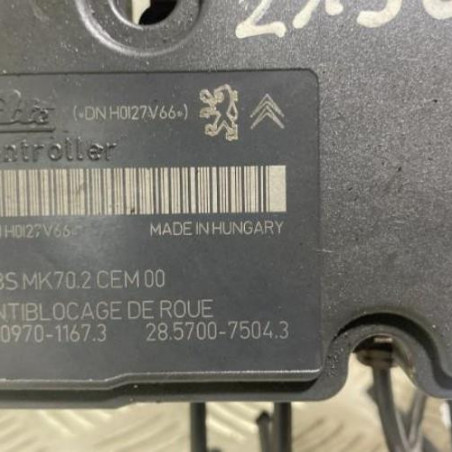 («DN H0127V66»)
ntroller
H0127V66
MADE IN HUNGARY
BS MK70.2 CEM 00
NTIBLOCAGE DE ROUE
0970-1167.3 28.5700-7504.3